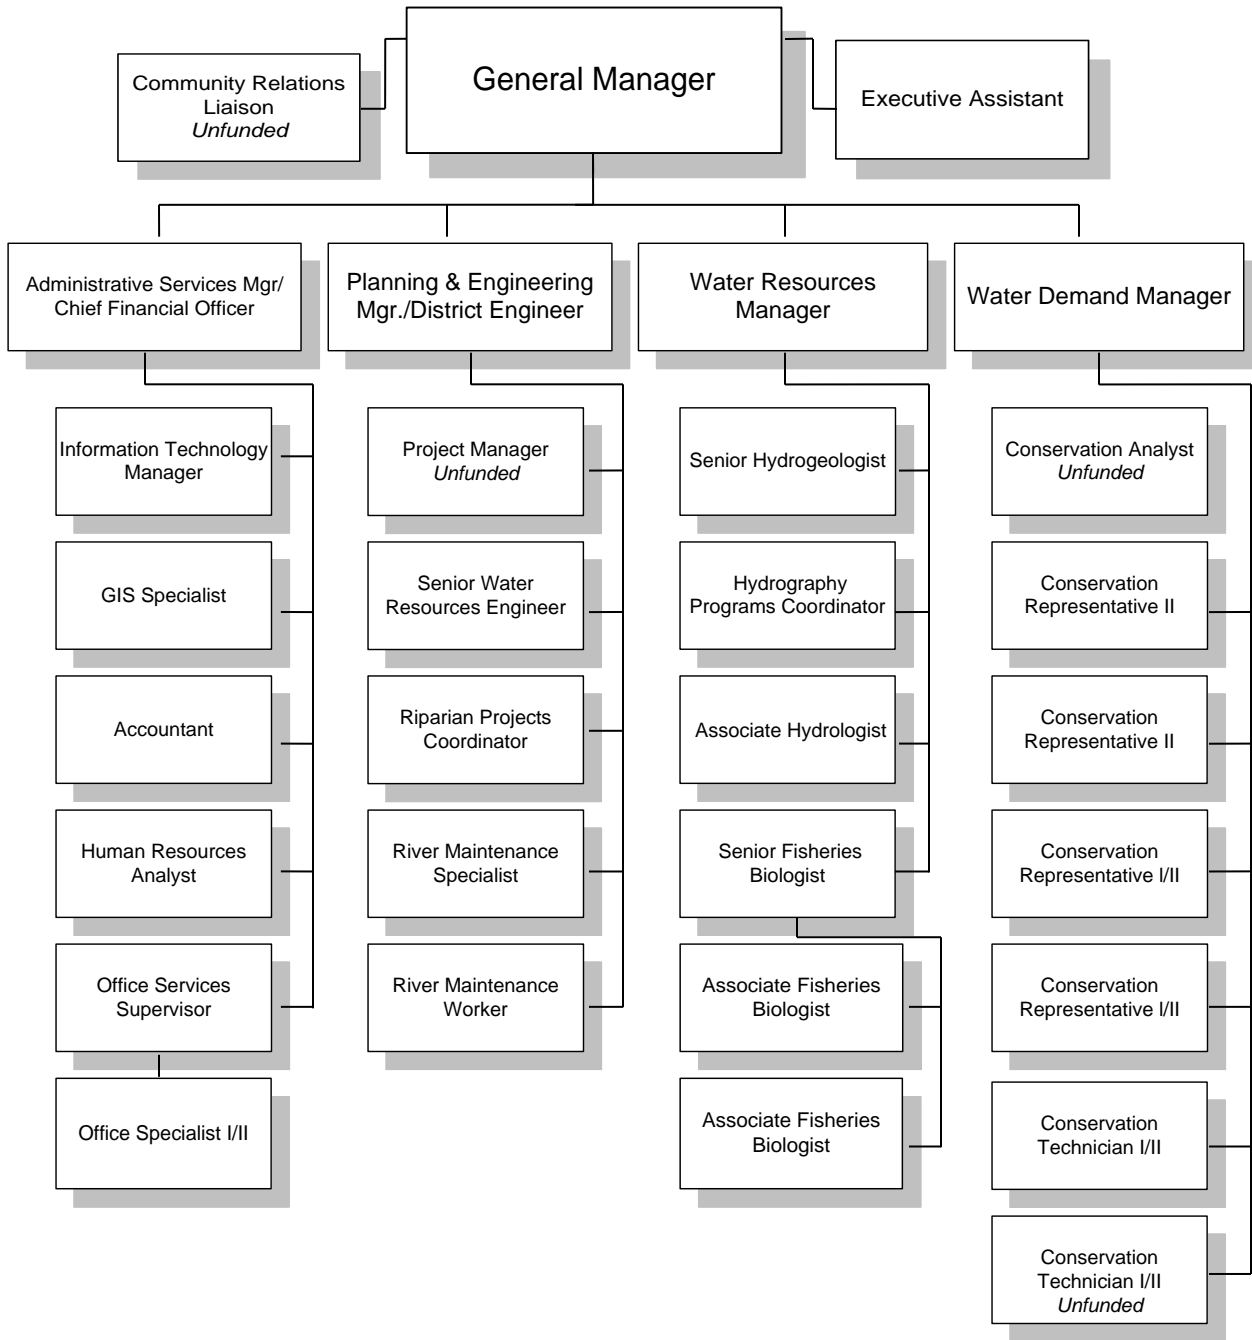 General Manager
Community Relations
Liaison
Unfunded
Executive Assistant
Administrative Services Mgr/
Chief Financial Officer
Planning & Engineering
Mgr./District Engineer
Water Resources
Manager
Water Demand Manager
Information Technology
Manager
GIS Specialist
Accountant
Human Resources
Analyst
Office Services
Supervisor
Office Specialist I/II
Project Manager
Unfunded
Senior Water
Resources Engineer
Riparian Projects
Coordinator
River Maintenance
Specialist
River Maintenance
Worker
Senior Hydrogeologist
Hydrography
Programs Coordinator
Associate Hydrologist
Senior Fisheries
Biologist
Associate Fisheries
Biologist
Associate Fisheries
Biologist
Conservation Analyst
Unfunded
Conservation
Representative II
Conservation
Representative II
Conservation
Representative I/II
Conservation
Representative I/II
Conservation
Technician I/II
Conservation
Technician I/II
Unfunded